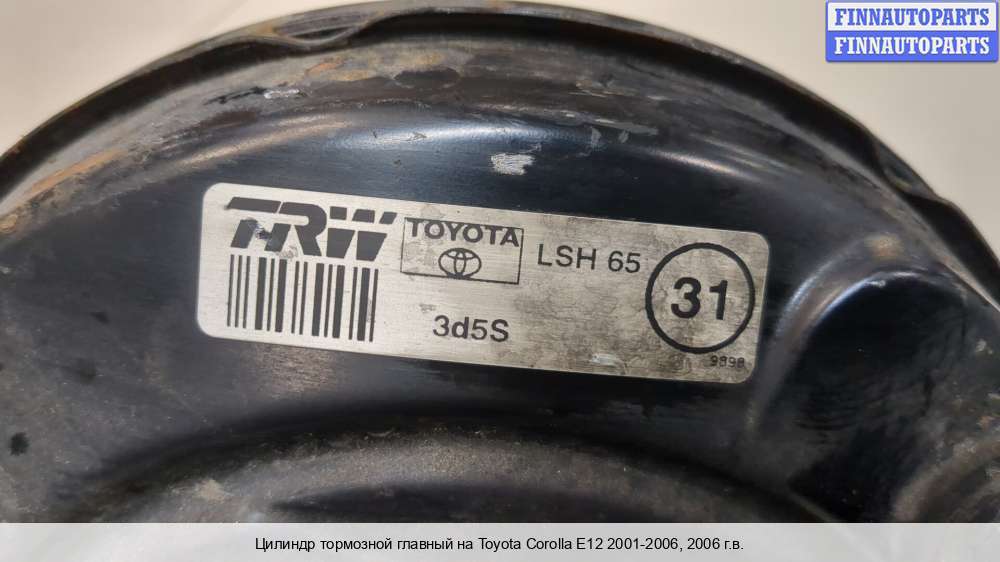 FINNAUTOPARTS
FINNAUTOPARTS
TRW
TOYOTA
LSH 65
31
3d5S
9898
Цилиндр тормозной главный на Toyota Corolla E12 2001-2006, 2006 г.в.